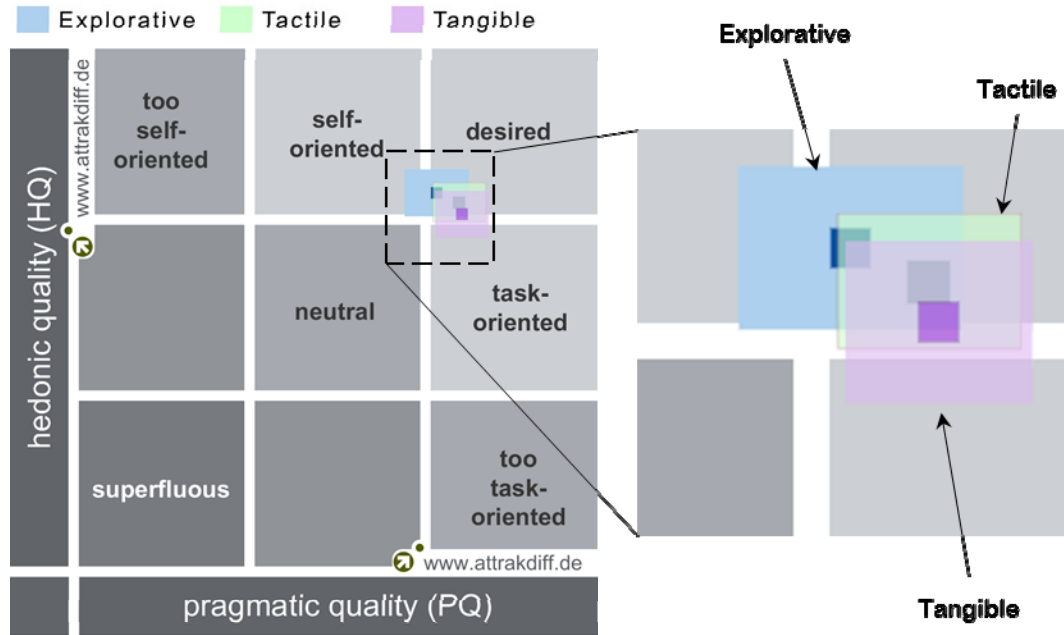 Explorative
Tactile
Tangible
Explorative
Tactile
www.attrakdiff.de
too
self-
oriented
self-
oriented
desired
hedonic quality (HQ)
neutral
task-
oriented
superfluous
too
task-
oriented
www.attrakdiff.de
pragmatic quality (PQ)
Tangible